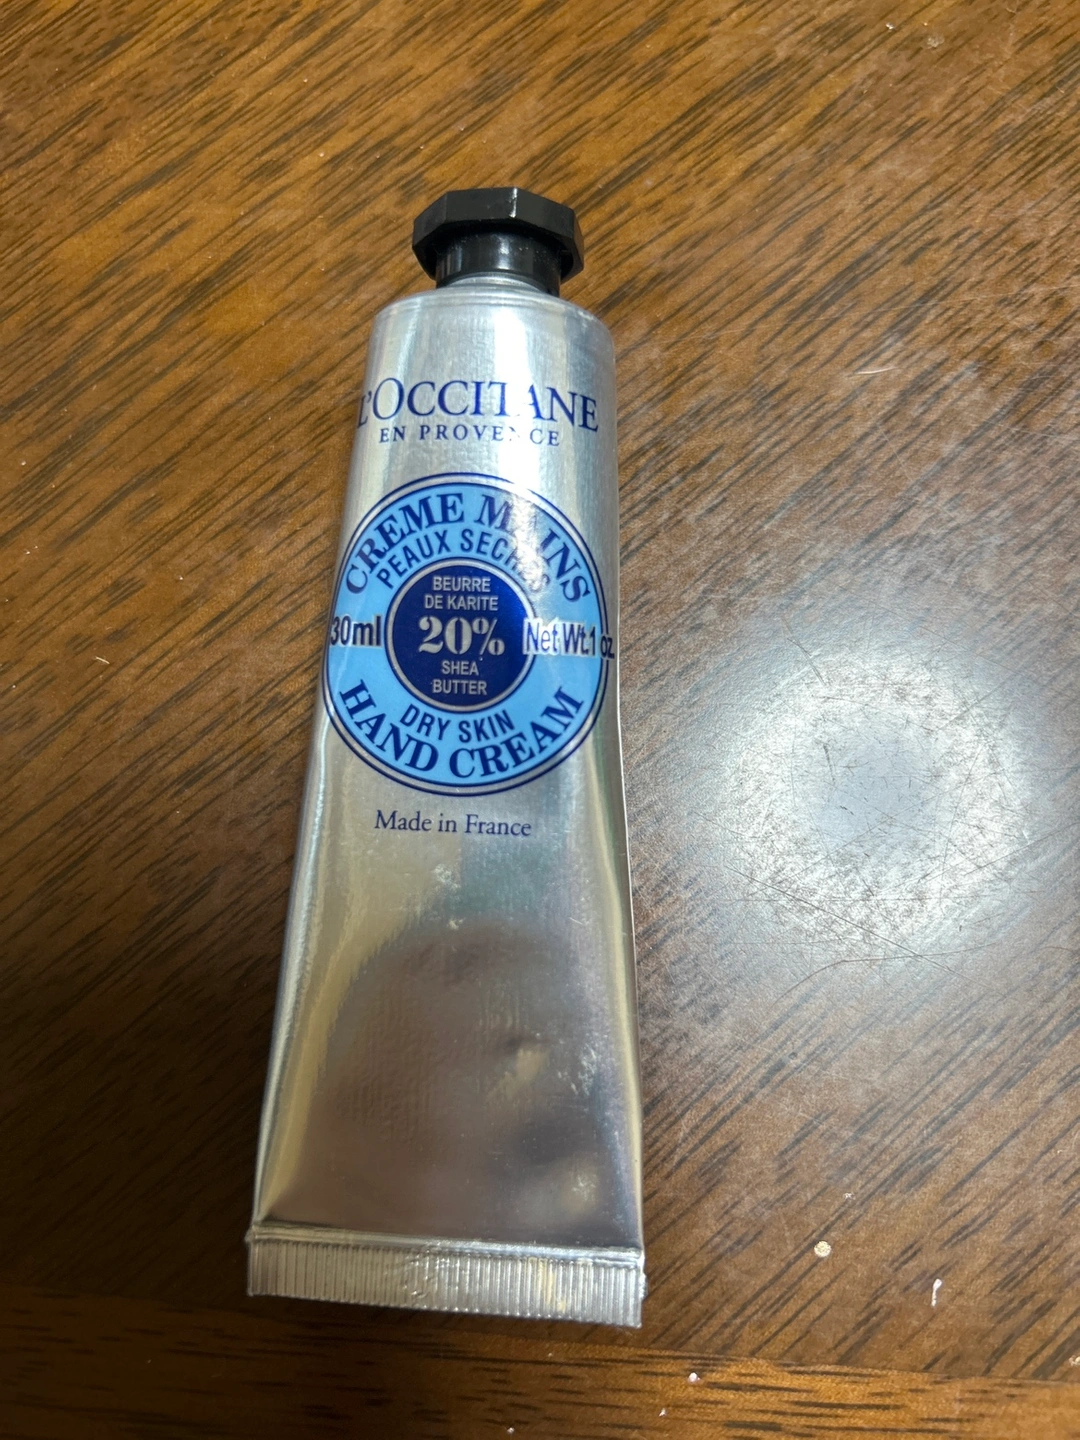 L'OCCITANE
EN PROVENCE
CREME MAINS
PEAUX SECHES
BEURRE
DE KARITE
30ml
20%
Net Wt.1 oz.
SHEA
BUTTER
DRY SKIN
HAND CREAM
Made in France